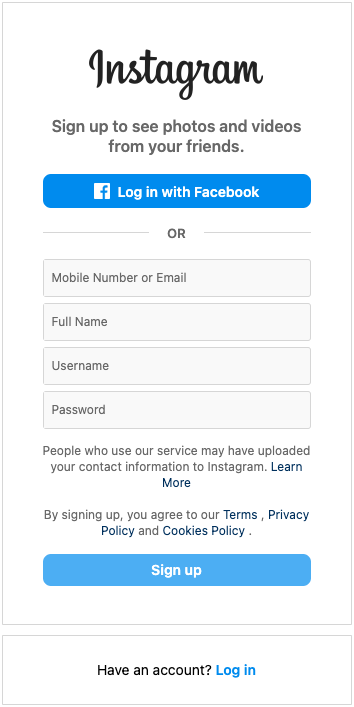 Instagram
Sign up to see photos and videos
from your friends.
Log in with Facebook
OR
Mobile Number or Email
Full Name
Username
Password
People who use our service may have uploaded
your contact information to Instagram. Learn
More
By signing up, you agree to our Terms , Privacy
Policy and Cookies Policy .
Sign up
Have an account? Log in